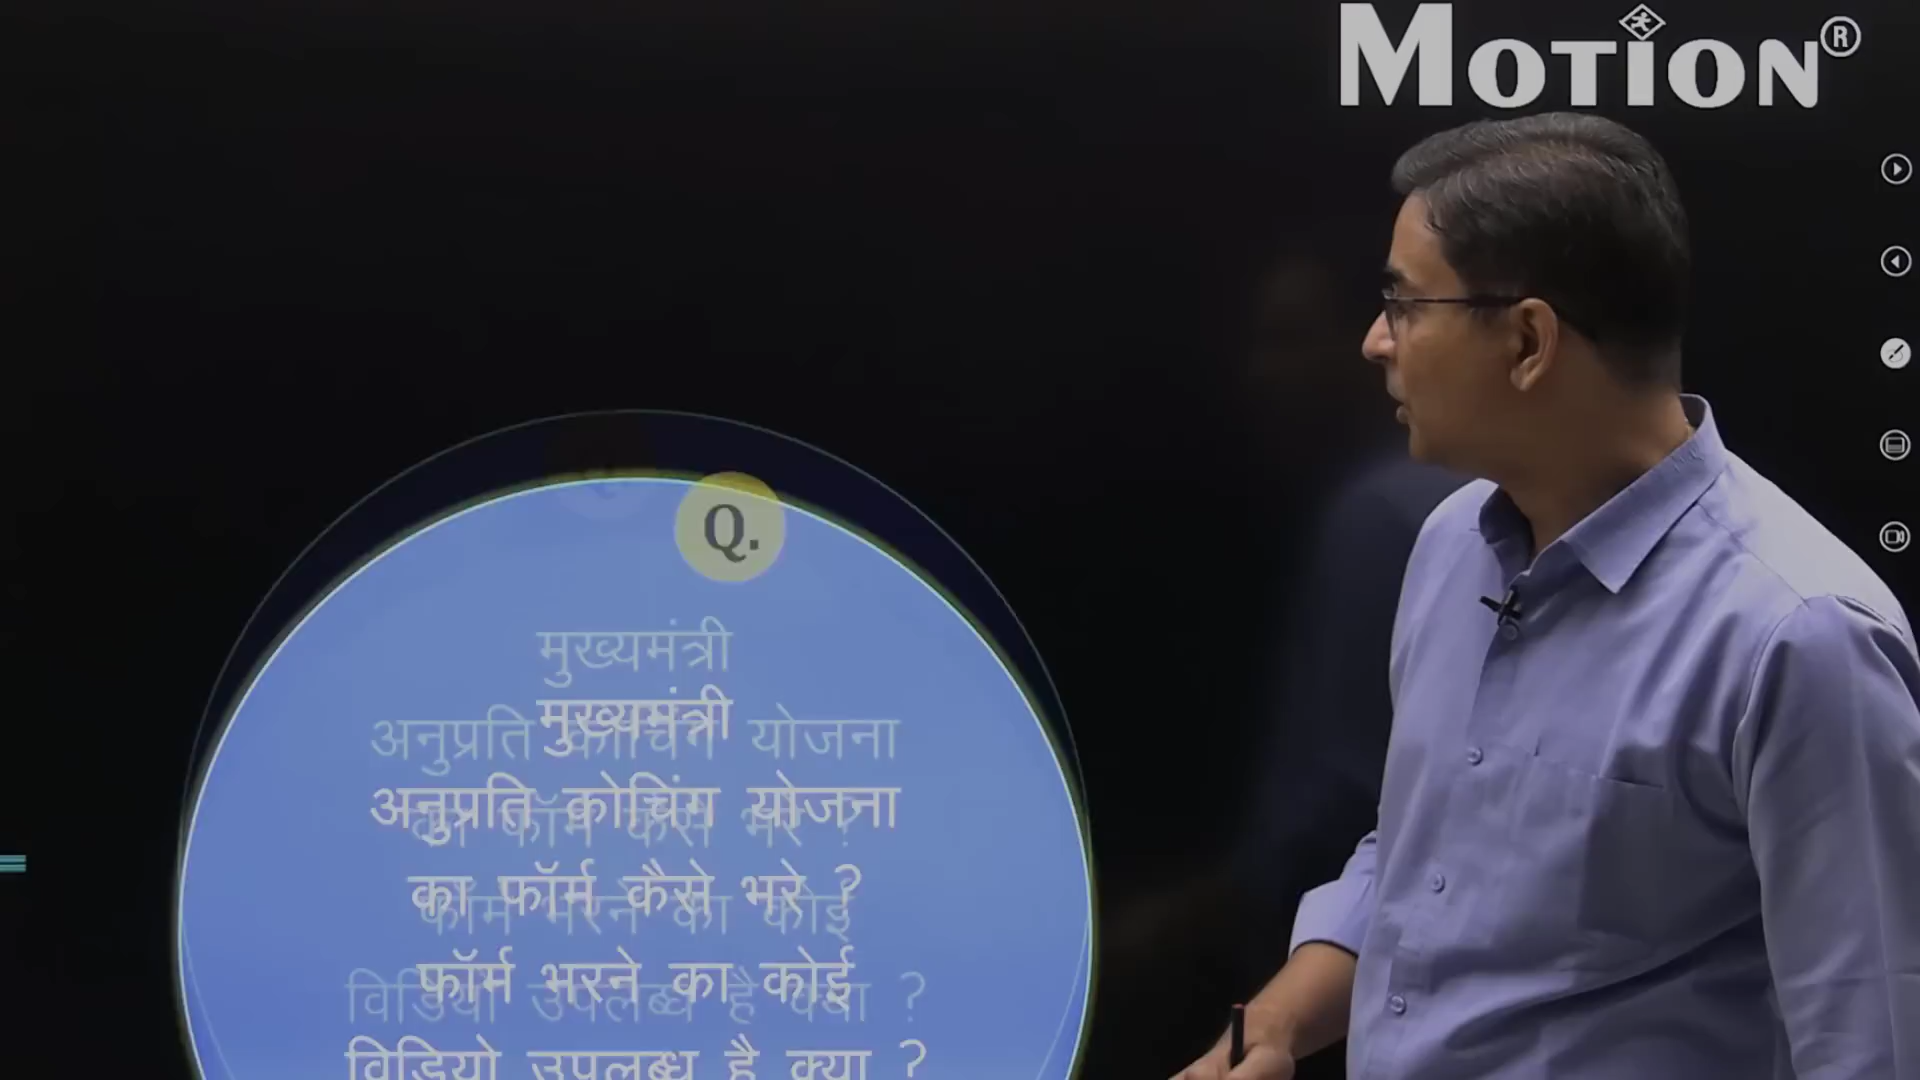 MOTION®
Q.
मुख्यमंत्री
अनुप्रति कोचिंग योजना
का फॉर्म कैसे भरे ?
फॉर्म भरने का कोई
विडियो उपलब्ध है क्या ?